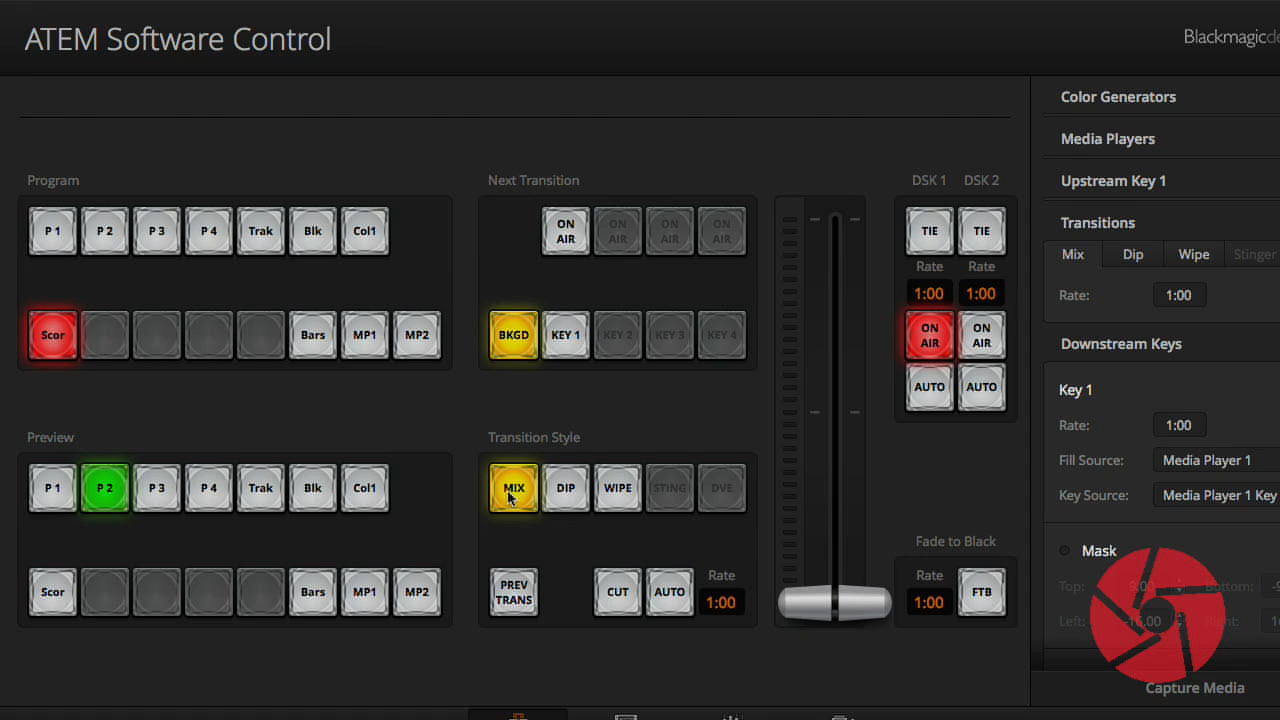 ATEM Software Control
Blackmagicde
Program
P 1 P 2 P 3 P 4 Trak Blk Col1
Scor Bars MP1 MP2
Preview
P 1 P 2 P 3 P 4 Trak Blk Col1
Scor Bars MP1 MP2
Next Transition
ON AIR ON AIR ON AIR ON AIR
BKGD KEY 1 KEY 2 KEY 3 KEY 4
Transition Style
MIX DIP WIPE STING DVE
PREV TRANS CUT AUTO Rate 1:00
DSK 1 DSK 2
TIE TIE
Rate Rate
1:00 1:00
ON AIR ON AIR
AUTO AUTO
Fade to Black
Rate
1:00 FTB
Color Generators
Media Players
Upstream Key 1
Transitions
Mix Dip Wipe Stinger
Rate: 1:00
Downstream Keys
Key 1
Rate: 1:00
Fill Source: Media Player 1
Key Source: Media Player 1 Key
Mask
Top: 9.00 Bottom: -9
Left: -16.00 Right: 16
Capture Media